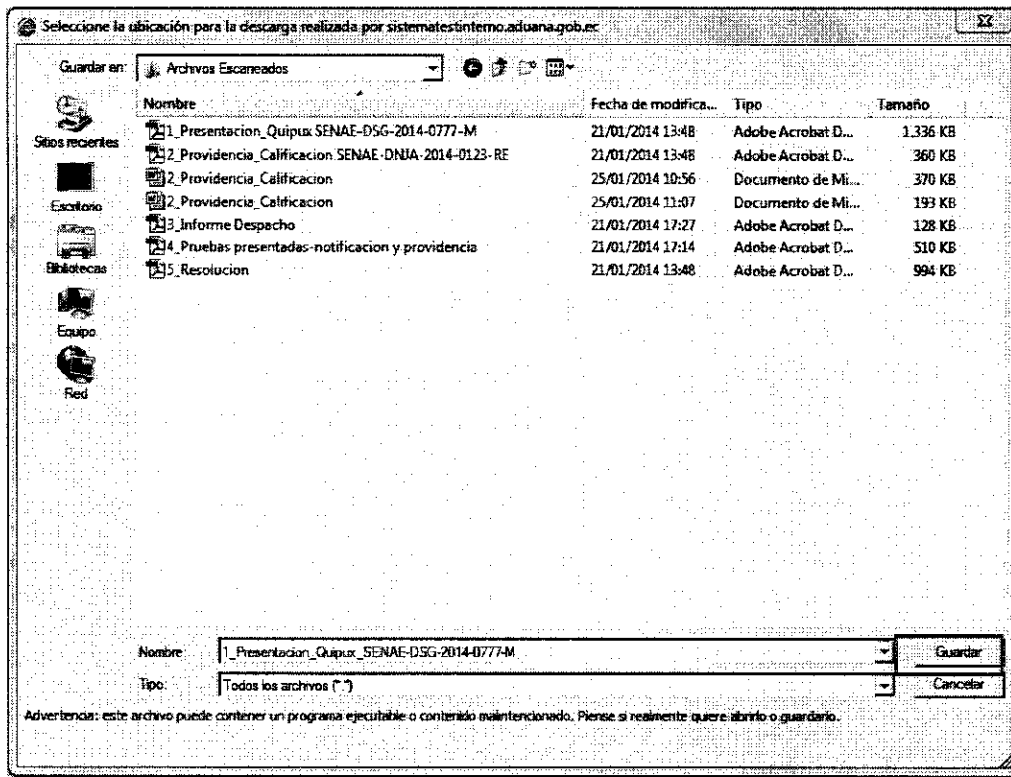 Seleccione la ubicación para la descarga realizada por sistematestinterno.aduana.gob.ec
Guardar en: Archivos Escaneados
Nombre Fecha de modifica... Tipo Tamaño
1_Presentacion_Quipux SENAE-DSG-2014-0777-M 21/01/2014 13:48 Adobe Acrobat D... 1.336 KB
2_Providencia_Calificacion SENAE-DNJA-2014-0123-RE 21/01/2014 13:48 Adobe Acrobat D... 360 KB
2_Providencia_Calificacion 25/01/2014 10:56 Documento de Mi... 370 KB
2_Providencia_Calificacion 25/01/2014 11:07 Documento de Mi... 193 KB
3_Informe Despacho 21/01/2014 17:27 Adobe Acrobat D... 128 KB
4_Pruebas presentadas-notificacion y providencia 21/01/2014 17:14 Adobe Acrobat D... 510 KB
5_Resolucion 21/01/2014 13:48 Adobe Acrobat D... 994 KB
Sitios recientes
Escritorio
Bibliotecas
Equipo
Red
Nombre: 1_Presentacion_Quipux_SENAE-DSG-2014-0777-M Guardar
Tipo: Todos los archivos (*.*) Cancelar
Advertencia: este archivo puede contener un programa ejecutable o contenido malintencionado. Piense si realmente quiere abrirlo o guardarlo.